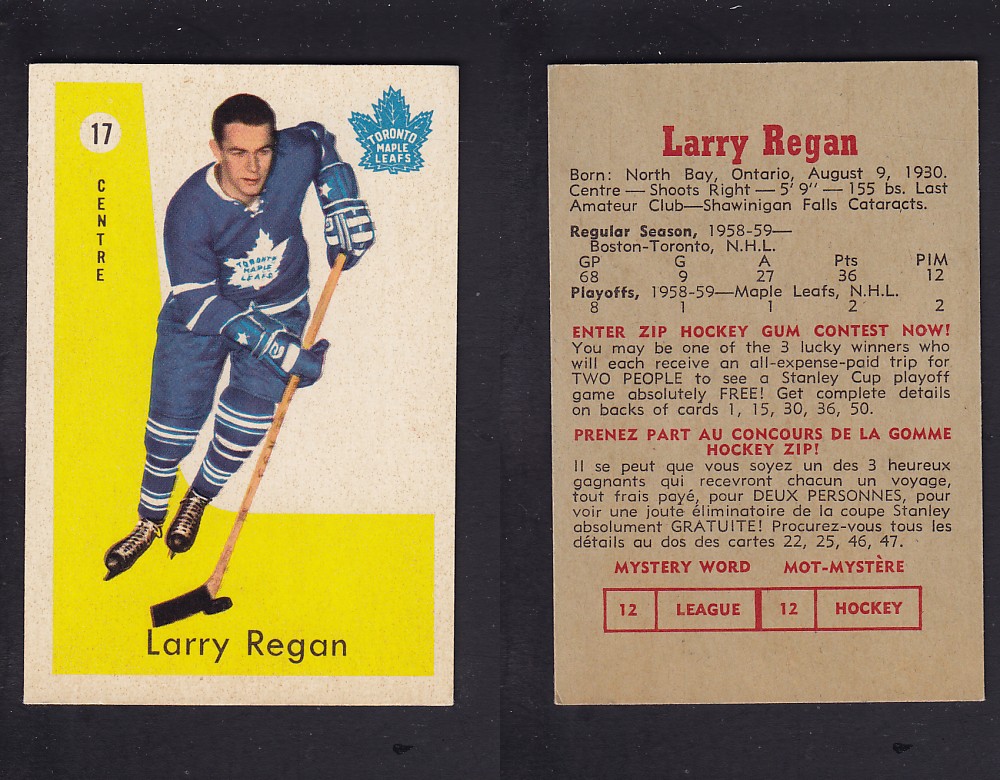 17
CENTRE
TORONTO
MAPLE
LEAFS
TORONTO
MAPLE
LEAFS
Larry Regan
Larry Regan
Born: North Bay, Ontario, August 9, 1930.
Centre — Shoots Right — 5' 9" — 155 bs. Last
Amateur Club—Shawinigan Falls Cataracts.
Regular Season, 1958-59—
Boston-Toronto, N.H.L.
GP G A Pts PIM
68 9 27 36 12
Playoffs, 1958-59—Maple Leafs, N.H.L.
8 1 1 2 2
ENTER ZIP HOCKEY GUM CONTEST NOW!
You may be one of the 3 lucky winners who
will each receive an all-expense-paid trip for
TWO PEOPLE to see a Stanley Cup playoff
game absolutely FREE! Get complete details
on backs of cards 1, 15, 30, 36, 50.
PRENEZ PART AU CONCOURS DE LA GOMME
HOCKEY ZIP!
Il se peut que vous soyez un des 3 heureux
gagnants qui recevront chacun un voyage,
tout frais payé, pour DEUX PERSONNES, pour
voir une joute éliminatoire de la coupe Stanley
absolument GRATUITE! Procurez-vous tous les
détails au dos des cartes 22, 25, 46, 47.
MYSTERY WORD MOT-MYSTÈRE
12 LEAGUE 12 HOCKEY